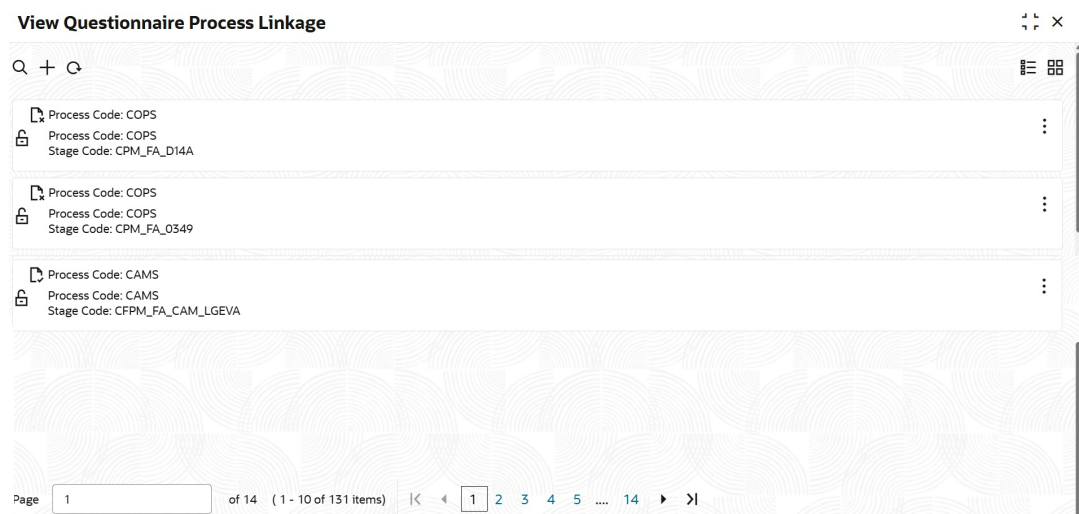 View Questionnaire Process Linkage
Process Code: COPS
Process Code: COPS
Stage Code: CPM_FA_D14A
Process Code: COPS
Process Code: COPS
Stage Code: CPM_FA_0349
Process Code: CAMS
Process Code: CAMS
Stage Code: CFPM_FA_CAM_LGEVA
Page 1 of 14 ( 1 - 10 of 131 items) 1 2 3 4 5 .... 14